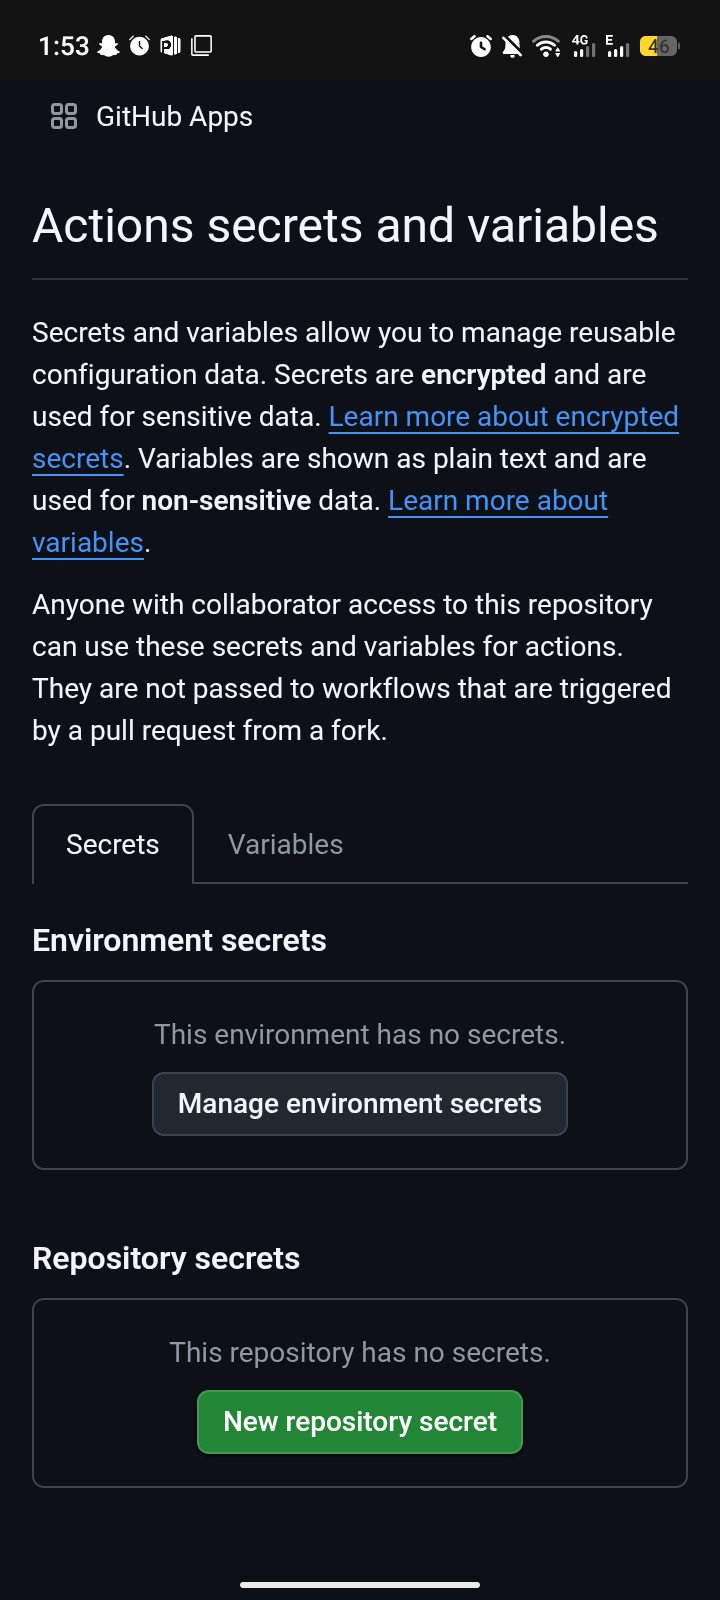 1:53
4G
E
46
GitHub Apps
Actions secrets and variables
Secrets and variables allow you to manage reusable
configuration data. Secrets are encrypted and are
used for sensitive data. Learn more about encrypted
secrets. Variables are shown as plain text and are
used for non-sensitive data. Learn more about
variables.
Anyone with collaborator access to this repository
can use these secrets and variables for actions.
They are not passed to workflows that are triggered
by a pull request from a fork.
Secrets
Variables
Environment secrets
This environment has no secrets.
Manage environment secrets
Repository secrets
This repository has no secrets.
New repository secret